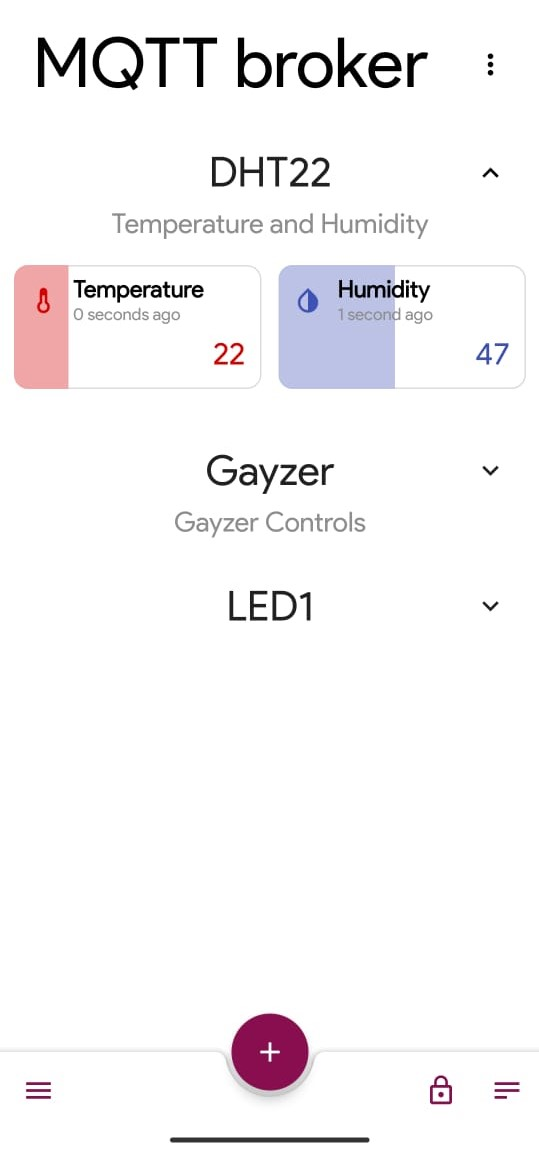 MQTT broker
DHT22
Temperature and Humidity
Temperature
0 seconds ago
22
Humidity
1 second ago
47
Gayzer
Gayzer Controls
LED1